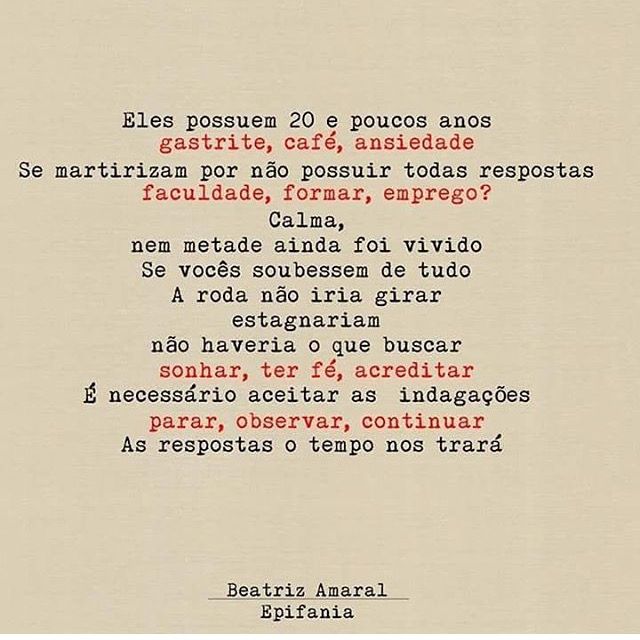 Eles possuem 20 e poucos anos
gastrite, café, ansiedade
Se martirizam por não possuir todas respostas
faculdade, formar, emprego?
Calma,
nem metade ainda foi vivido
Se vocês soubessem de tudo
A roda não iria girar
estagnariam
não haveria o que buscar
sonhar, ter fé, acreditar
É necessário aceitar as indagações
parar, observar, continuar
As respostas o tempo nos trará
Beatriz Amaral
Epifania